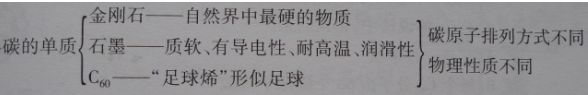 碳的单质
金刚石——自然界中最硬的物质
石墨——质软、有导电性、耐高温、润滑性
C₆₀——“足球烯”形似足球
碳原子排列方式不同
物理性质不同